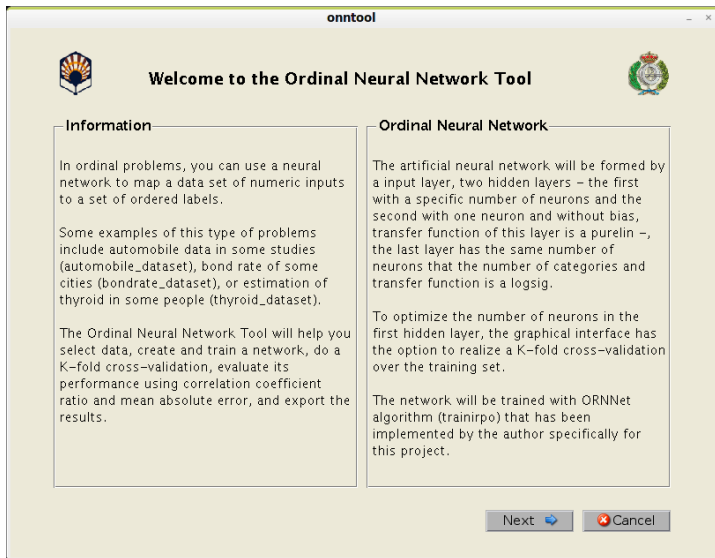 onntool
Welcome to the Ordinal Neural Network Tool
Information
In ordinal problems, you can use a neural
network to map a data set of numeric inputs
to a set of ordered labels.
Some examples of this type of problems
include automobile data in some studies
(automobile_dataset), bond rate of some
cities (bondrate_dataset), or estimation of
thyroid in some people (thyroid_dataset).
The Ordinal Neural Network Tool will help you
select data, create and train a network, do a
K-fold cross-validation, evaluate its
performance using correlation coefficient
ratio and mean absolute error, and export the
results.
Ordinal Neural Network
The artificial neural network will be formed by
a input layer, two hidden layers - the first
with a specific number of neurons and the
second with one neuron and without bias,
transfer function of this layer is a purelin -,
the last layer has the same number of
neurons that the number of categories and
transfer function is a logsig.
To optimize the number of neurons in the
first hidden layer, the graphical interface has
the option to realize a K-fold cross-validation
over the training set.
The network will be trained with ORNNet
algorithm (trainirpo) that has been
implemented by the author specifically for
this project.
Next
Cancel